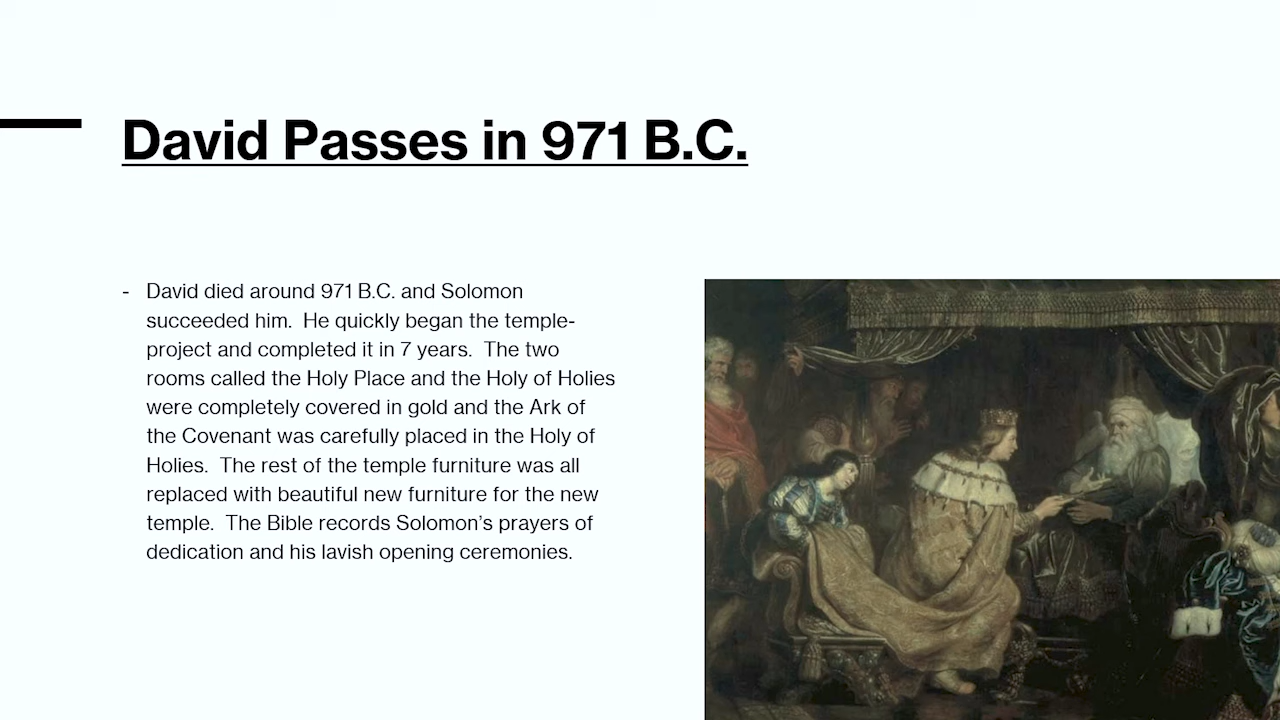 David Passes in 971 B.C.
- David died around 971 B.C. and Solomon
succeeded him.  He quickly began the temple-
project and completed it in 7 years.  The two
rooms called the Holy Place and the Holy of Holies
were completely covered in gold and the Ark of
the Covenant was carefully placed in the Holy of
Holies.  The rest of the temple furniture was all
replaced with beautiful new furniture for the new
temple.  The Bible records Solomon’s prayers of
dedication and his lavish opening ceremonies.